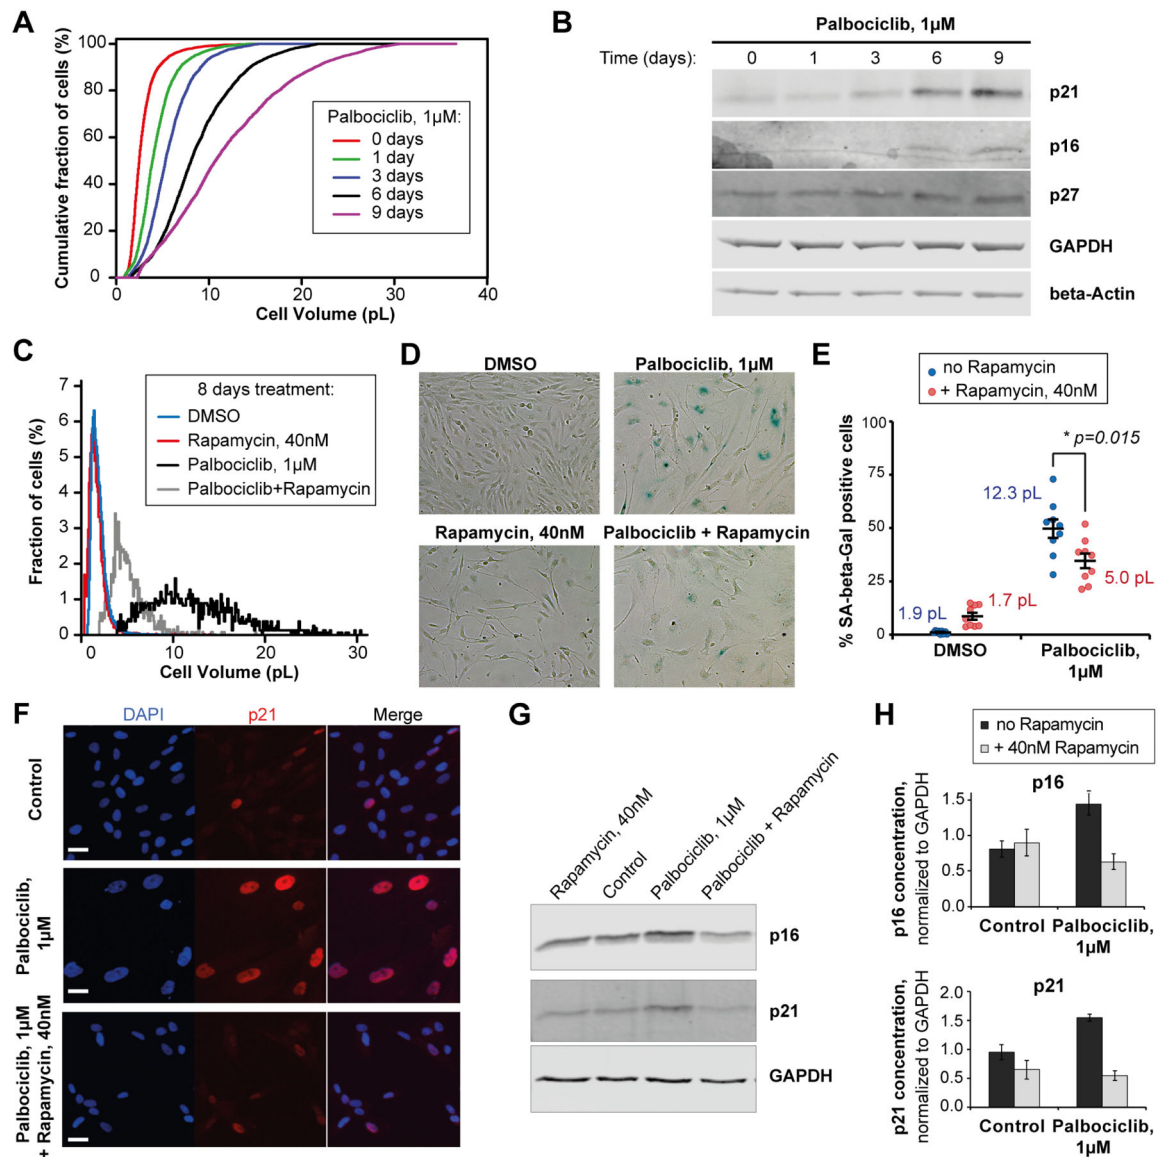 A
Cumulative fraction of cells (%)
100
80
60
40
20
0
0 10 20 30 40
Cell Volume (pL)
Palbociclib, 1µM:
0 days
1 day
3 days
6 days
9 days
B
Palbociclib, 1µM
Time (days): 0 1 3 6 9
p21
p16
p27
GAPDH
beta-Actin
C
Fraction of cells (%)
7
6
5
4
3
2
1
0
0 10 20 30
Cell Volume (pL)
8 days treatment:
DMSO
Rapamycin, 40nM
Palbociclib, 1µM
Palbociclib+Rapamycin
D
DMSO Palbociclib, 1µM
Rapamycin, 40nM Palbociclib + Rapamycin
E
no Rapamycin
+ Rapamycin, 40nM
% SA-beta-Gal positive cells
100
75
50
25
0
* p=0.015
12.3 pL
5.0 pL
1.9 pL
1.7 pL
DMSO Palbociclib,
1µM
F
DAPI p21 Merge
Control
Palbociclib,
1µM
Palbociclib, 1µM
+ Rapamycin, 40nM
G
Rapamycin, 40nM
Control
Palbociclib, 1µM
Palbociclib + Rapamycin
p16
p21
GAPDH
H
no Rapamycin
+ 40nM Rapamycin
p16
p16 concentration,
normalized to GAPDH
1.5
1.0
0.5
0.0
Control Palbociclib,
1µM
p21
p21 concentration,
normalized to GAPDH
2.0
1.5
1.0
0.5
0.0
Control Palbociclib,
1µM